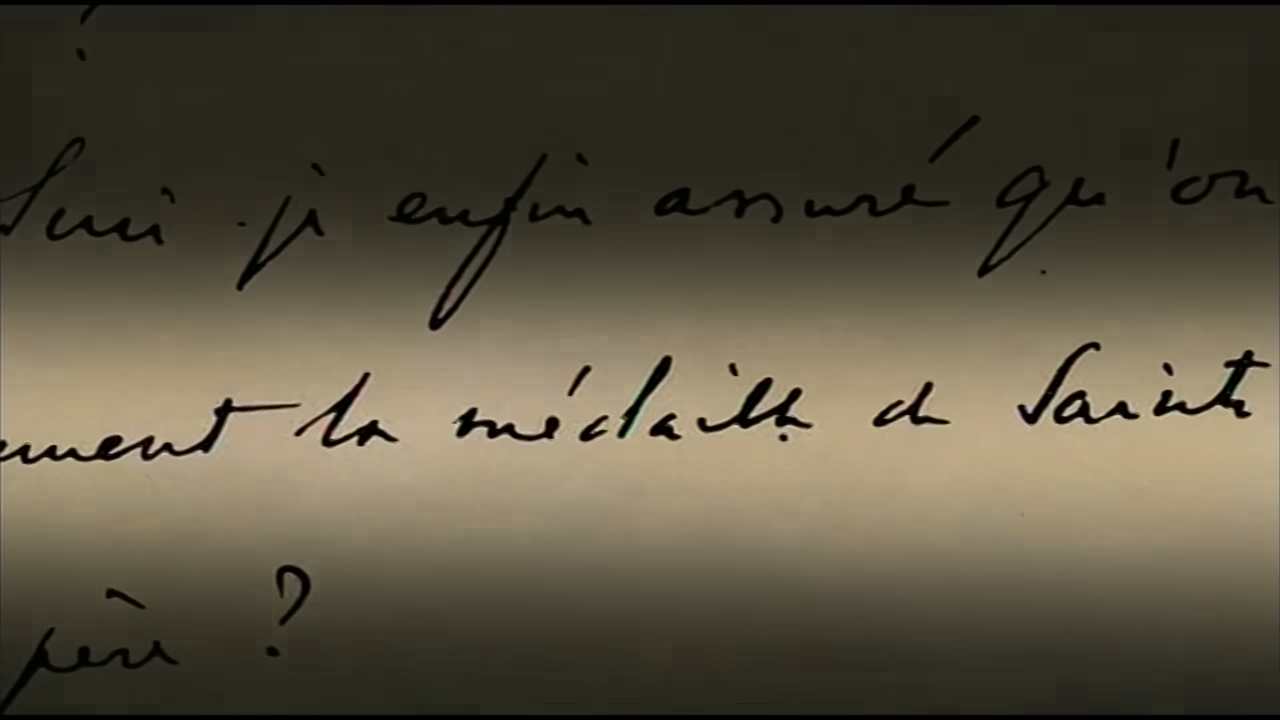 Suis-je enfin assuré qu'on
ement la médaille de Sainte
père ?